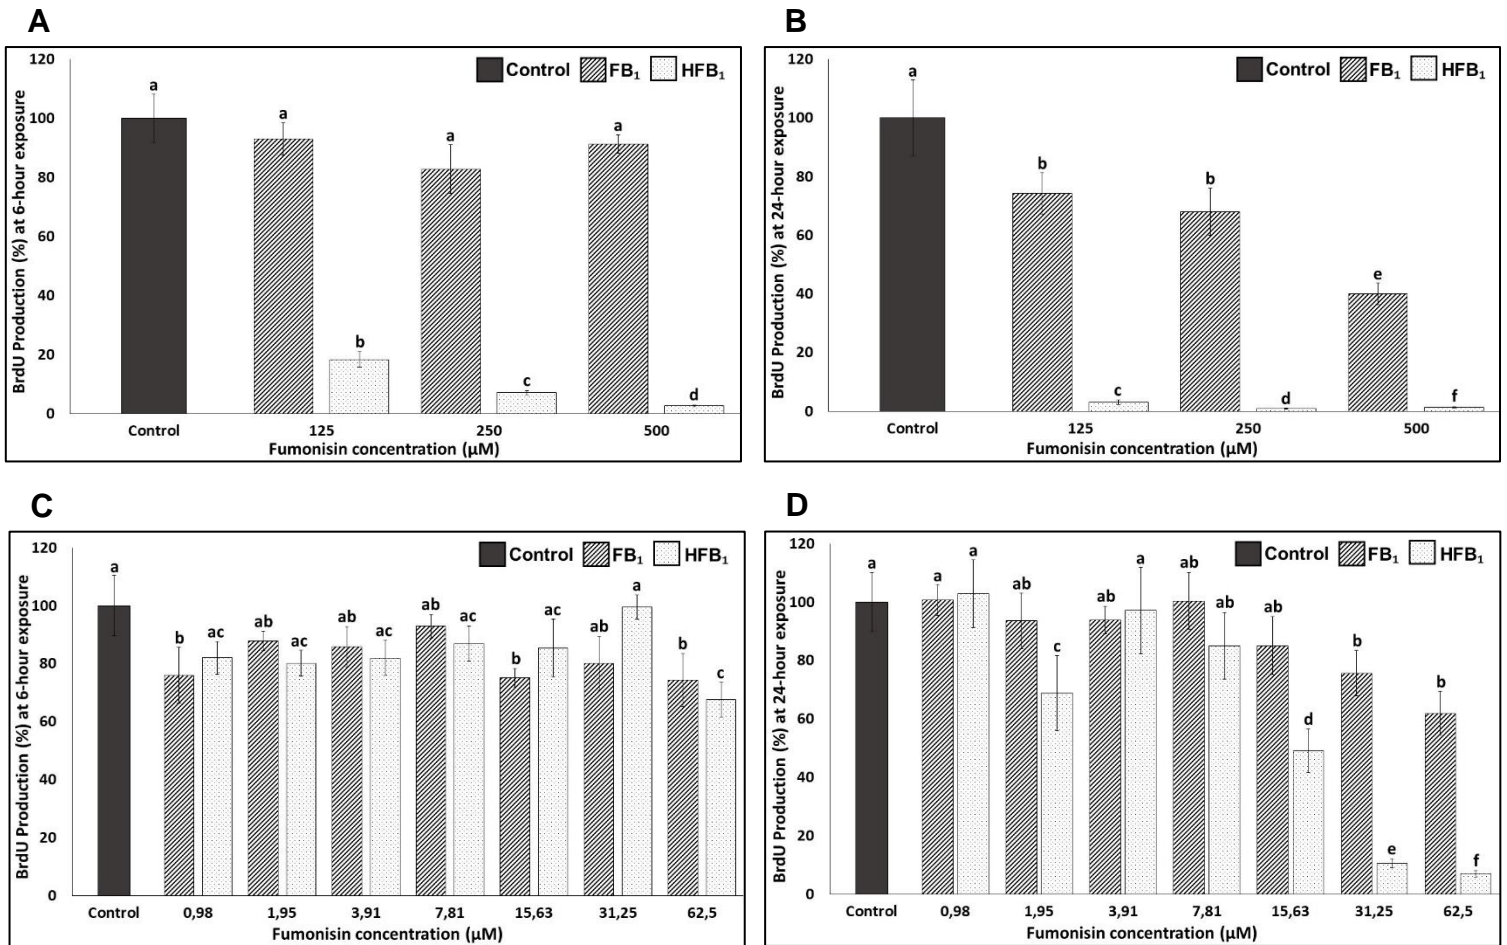 A
BrdU Production (%) at 6-hour exposure
120
100
80
60
40
20
0
Control FB₁ HFB₁
a
a
b
a
c
a
d
Control 125 250 500
Fumonisin concentration (µM)
B
BrdU Production (%) at 24-hour exposure
120
100
80
60
40
20
0
Control FB₁ HFB₁
a
b
c
b
d
e
f
Control 125 250 500
Fumonisin concentration (µM)
C
BrdU Production (%) at 6-hour exposure
120
100
80
60
40
20
0
Control FB₁ HFB₁
a
b
ac
ab
ac
ab
ac
ab
ac
b
ac
ab
a
b
c
Control 0,98 1,95 3,91 7,81 15,63 31,25 62,5
Fumonisin concentration (µM)
D
BrdU Production (%) at 24-hour exposure
120
100
80
60
40
20
0
Control FB₁ HFB₁
a
a
a
ab
c
ab
a
ab
ab
ab
d
b
e
b
f
Control 0,98 1,95 3,91 7,81 15,63 31,25 62,5
Fumonisin concentration (µM)